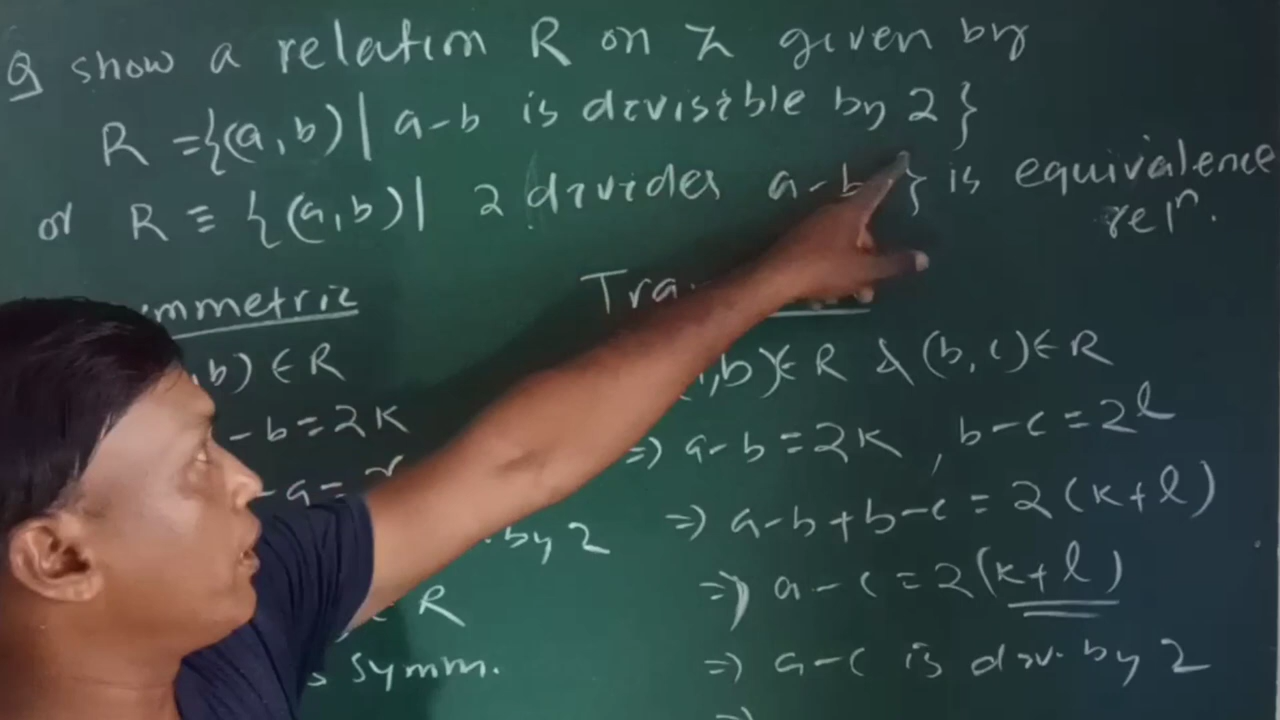 Q show a relation R on Z given by
R = {(a,b) | a-b is divisible by 2}
or R ≡ {(a,b) | 2 divides a-b} is equivalence
relⁿ.
mmetric
,b) ∈ R
-b = 2k
-a =
by 2
∈ R
symm.
Tra
,b) ∈ R & (b, c) ∈ R
⇒) a-b = 2k , b-c = 2l
⇒) a-b+b-c = 2(k+l)
⇒) a-c = 2(k+l)
⇒) a-c is div. by 2